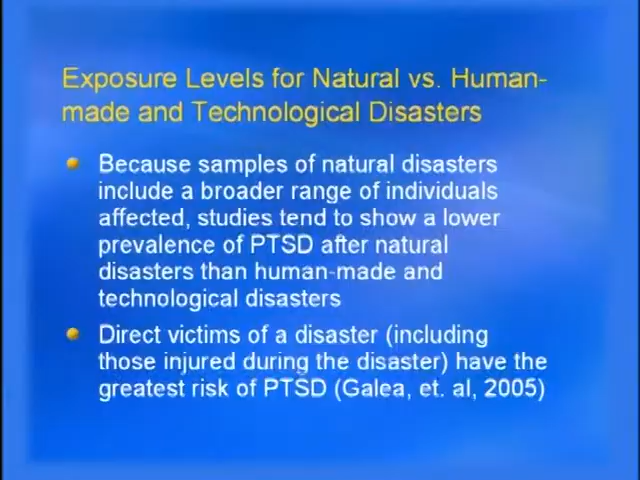 Exposure Levels for Natural vs. Human-
made and Technological Disasters
Because samples of natural disasters
include a broader range of individuals
affected, studies tend to show a lower
prevalence of PTSD after natural
disasters than human-made and
technological disasters
Direct victims of a disaster (including
those injured during the disaster) have the
greatest risk of PTSD (Galea, et. al, 2005)